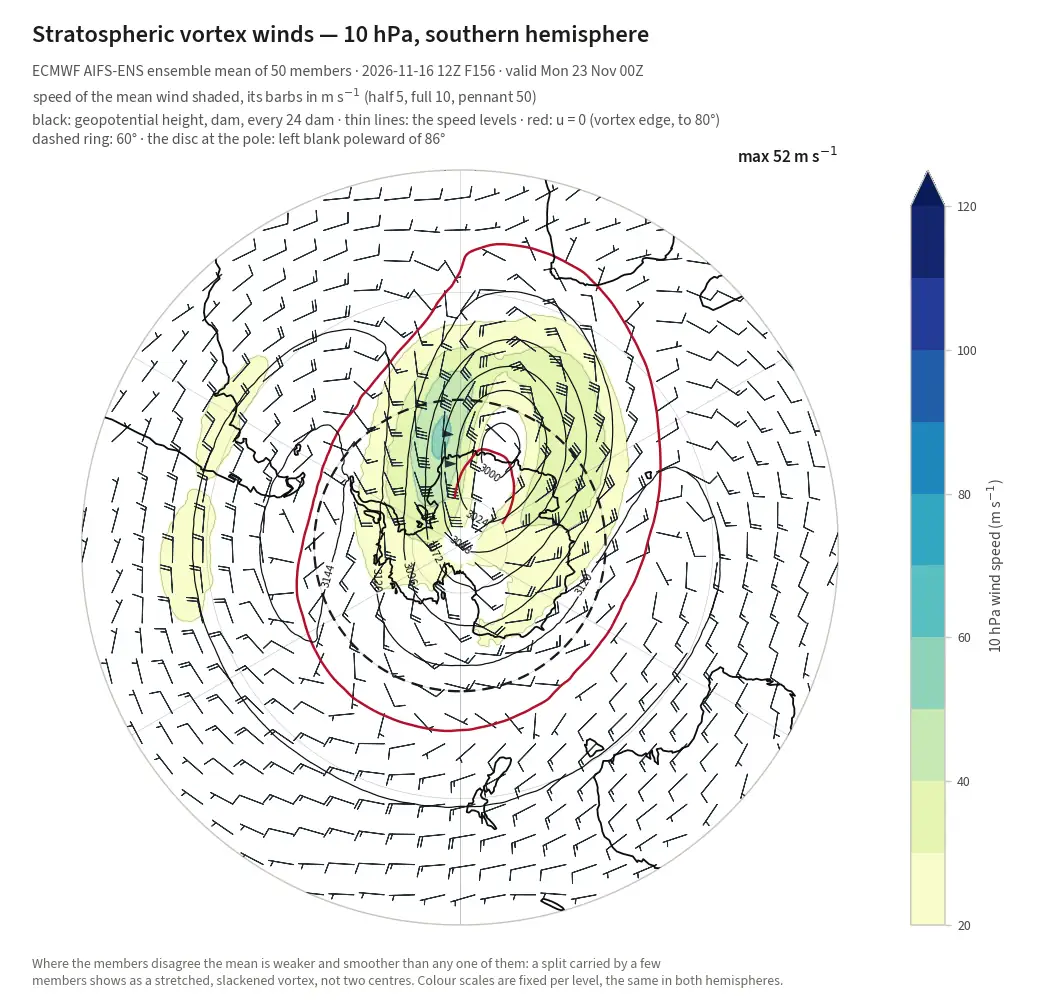 Stratospheric vortex winds — 10 hPa, southern hemisphere
ECMWF AIFS-ENS ensemble mean of 50 members · 2026-11-16 12Z F156 · valid Mon 23 Nov 00Z
speed of the mean wind shaded, its barbs in m s⁻¹ (half 5, full 10, pennant 50)
black: geopotential height, dam, every 24 dam · thin lines: the speed levels · red: u = 0 (vortex edge, to 80°)
dashed ring: 60° · the disc at the pole: left blank poleward of 86°
max 52 m s⁻¹
120
100
80
60
40
20
10 hPa wind speed (m s⁻¹)
3000
3024
3144
Where the members disagree the mean is weaker and smoother than any one of them: a split carried by a few
members shows as a stretched, slackened vortex, not two centres. Colour scales are fixed per level, the same in both hemispheres.